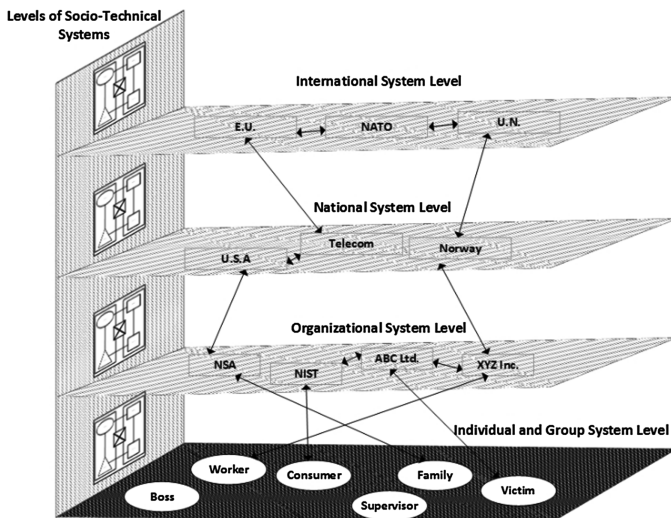 Levels of Socio-Technical
Systems
International System Level
E.U.
NATO
U.N.
National System Level
U.S.A
Telecom
Norway
Organizational System Level
NSA
NIST
ABC Ltd.
XYZ Inc.
Individual and Group System Level
Worker
Consumer
Family
Victim
Boss
Supervisor